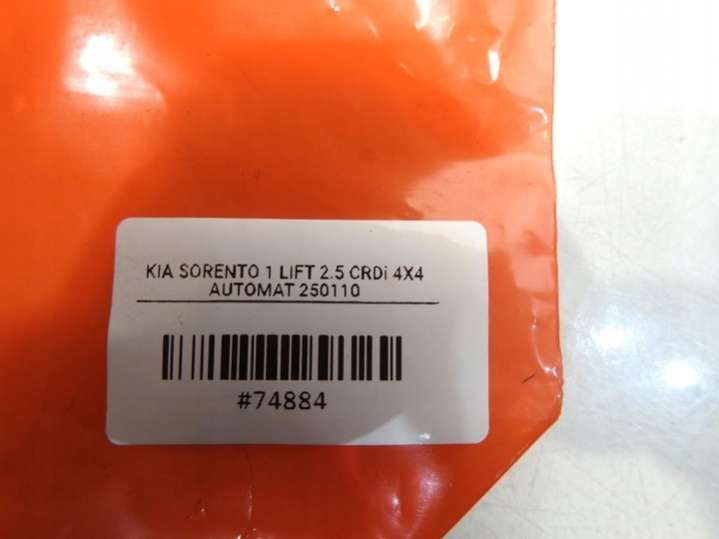 KIA SORENTO 1 LIFT 2.5 CRDi 4X4
AUTOMAT 250110
#74884